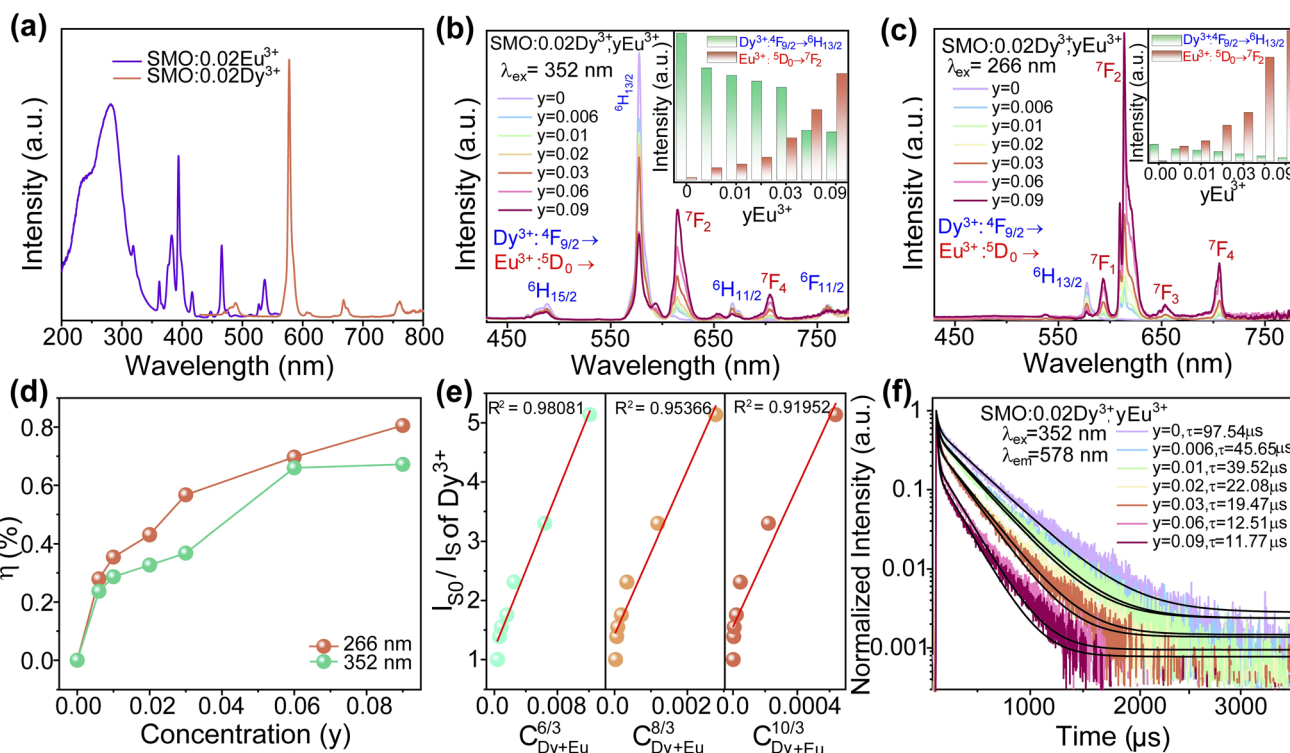 (a)
SMO:0.02Eu³⁺
SMO:0.02Dy³⁺
Intensity (a.u.)
200 300 400 500 600 700 800
Wavelength (nm)
(b)
SMO:0.02Dy³⁺,yEu³⁺
λex= 352 nm
y=0
y=0.006
y=0.01
y=0.02
y=0.03
y=0.06
y=0.09
Dy³⁺:⁴F9/2→
Eu³⁺:⁵D0→
⁶H15/2
⁶H13/2
⁷F2
⁶H11/2
⁷F4
⁶F11/2
Dy³⁺:⁴F9/2→⁶H13/2
Eu³⁺: ⁵D0→⁷F2
Intensity (a.u.)
0 0.01 0.03 0.09
yEu³⁺
Intensity (a.u.)
450 550 650 750
Wavelength (nm)
(c)
SMO:0.02Dy³⁺,yEu³⁺
λex= 266 nm
y=0
y=0.006
y=0.01
y=0.02
y=0.03
y=0.06
y=0.09
Dy³⁺:⁴F9/2→
Eu³⁺:⁵D0→
⁶H13/2
⁷F1
⁷F2
⁷F3
⁷F4
Dy³⁺:⁴F9/2→⁶H13/2
Eu³⁺: ⁵D0→⁷F2
Intensity (a.u.)
0.00 0.01 0.03 0.09
yEu³⁺
Intensity (a.u.)
450 550 650 750
Wavelength (nm)
(d)
η (%)
0.8
0.6
0.4
0.2
0.0
266 nm
352 nm
0.00 0.02 0.04 0.06 0.08
Concentration (y)
(e)
R² = 0.98081
R² = 0.95366
R² = 0.91952
IS0/ IS of Dy³⁺
5
4
3
2
1
0.000 0.008 0.000 0.002 0.0000 0.0004
C6/3Dy+Eu
C8/3Dy+Eu
C10/3Dy+Eu
(f)
SMO:0.02Dy³⁺,yEu³⁺
λex=352 nm
λem=578 nm
y=0,τ=97.54μs
y=0.006,τ=45.65μs
y=0.01,τ=39.52μs
y=0.02,τ=22.08μs
y=0.03,τ=19.47μs
y=0.06,τ=12.51μs
y=0.09,τ=11.77μs
Normalized Intensity (a.u.)
1
0.1
0.01
0.001
1000 2000 3000
Time (μs)